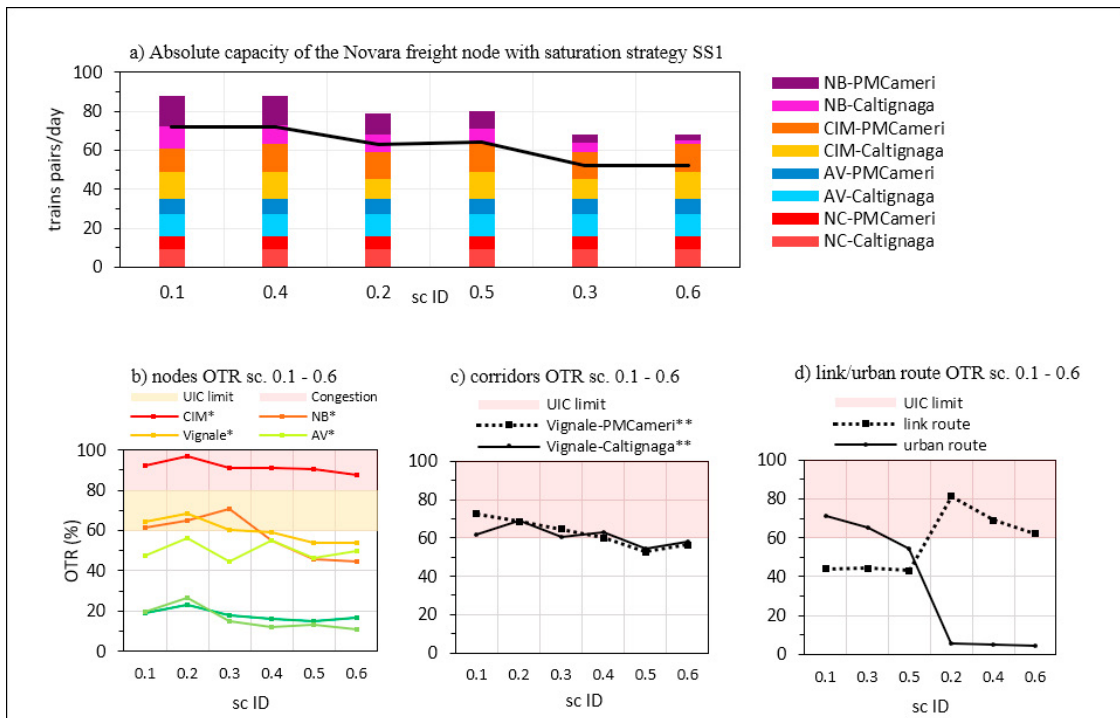 a) Absolute capacity of the Novara freight node with saturation strategy SS1
trains pairs/day
100
80
60
40
20
0
0.1 0.4 0.2 0.5 0.3 0.6
sc ID
NB-PMCameri
NB-Caltignaga
CIM-PMCameri
CIM-Caltignaga
AV-PMCameri
AV-Caltignaga
NC-PMCameri
NC-Caltignaga
b) nodes OTR sc. 0.1 - 0.6
UIC limit Congestion
CIM* NB*
Vignale* AV*
OTR (%)
100
80
60
40
20
0
0.1 0.2 0.3 0.4 0.5 0.6
sc ID
c) corridors OTR sc. 0.1 - 0.6
UIC limit
Vignale-PMCameri**
Vignale-Caltignaga**
100
80
60
40
20
0
0.1 0.2 0.3 0.4 0.5 0.6
sc ID
d) link/urban route OTR sc. 0.1 - 0.6
UIC limit
link route
urban route
100
80
60
40
20
0
0.1 0.3 0.5 0.2 0.4 0.6
sc ID